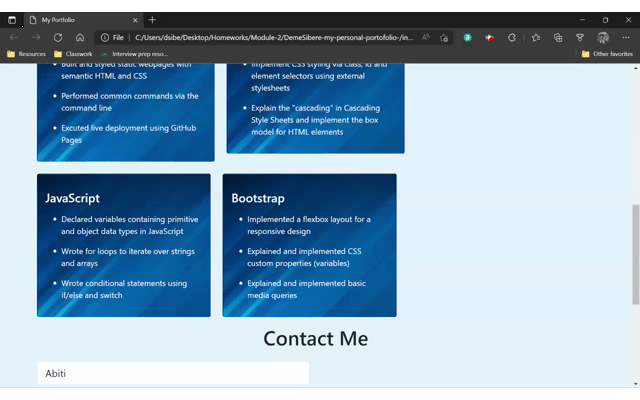 My Portfolio
File
C:/Users/dsibe/Desktop/Homeworks/Module-2/DemeSibere-my-personal-portofolio-/in...
Resources
Classwork
Interview prep reso...
Other favorites
Built and styled static webpages with
semantic HTML and CSS
Performed common commands via the
command line
Excuted live deployment using GitHub
Pages
Implement CSS styling via class, id and
element selectors using external
stylesheets
Explain the "cascading" in Cascading
Style Sheets and implement the box
model for HTML elements
JavaScript
Declared variables containing primitive
and object data types in JavaScript
Wrote for loops to iterate over strings
and arrays
Wrote conditional statements using
if/else and switch
Bootstrap
Implemented a flexbox layout for a
responsive design
Explained and implemented CSS
custom properties (variables)
Explained and implemented basic
media queries
Contact Me
Abiti